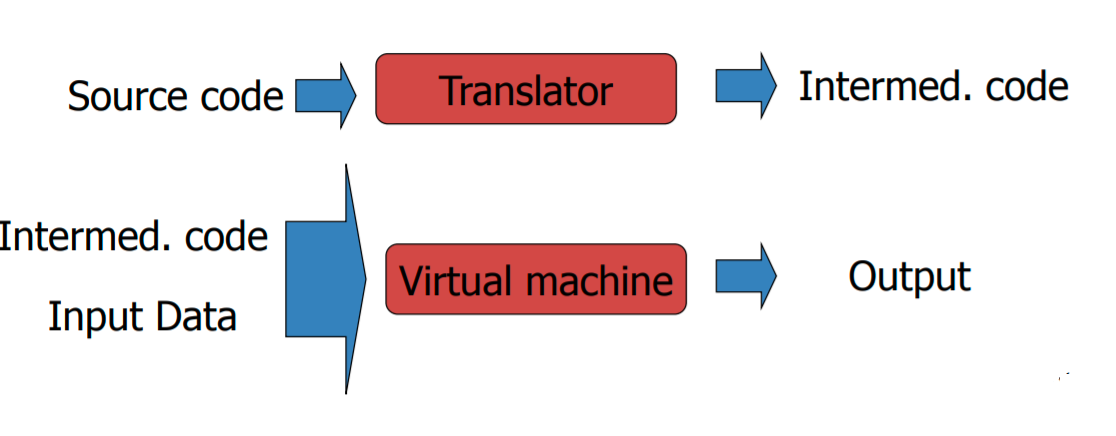 Source code
Translator
Intermed. code
Intermed. code
Input Data
Virtual machine
Output